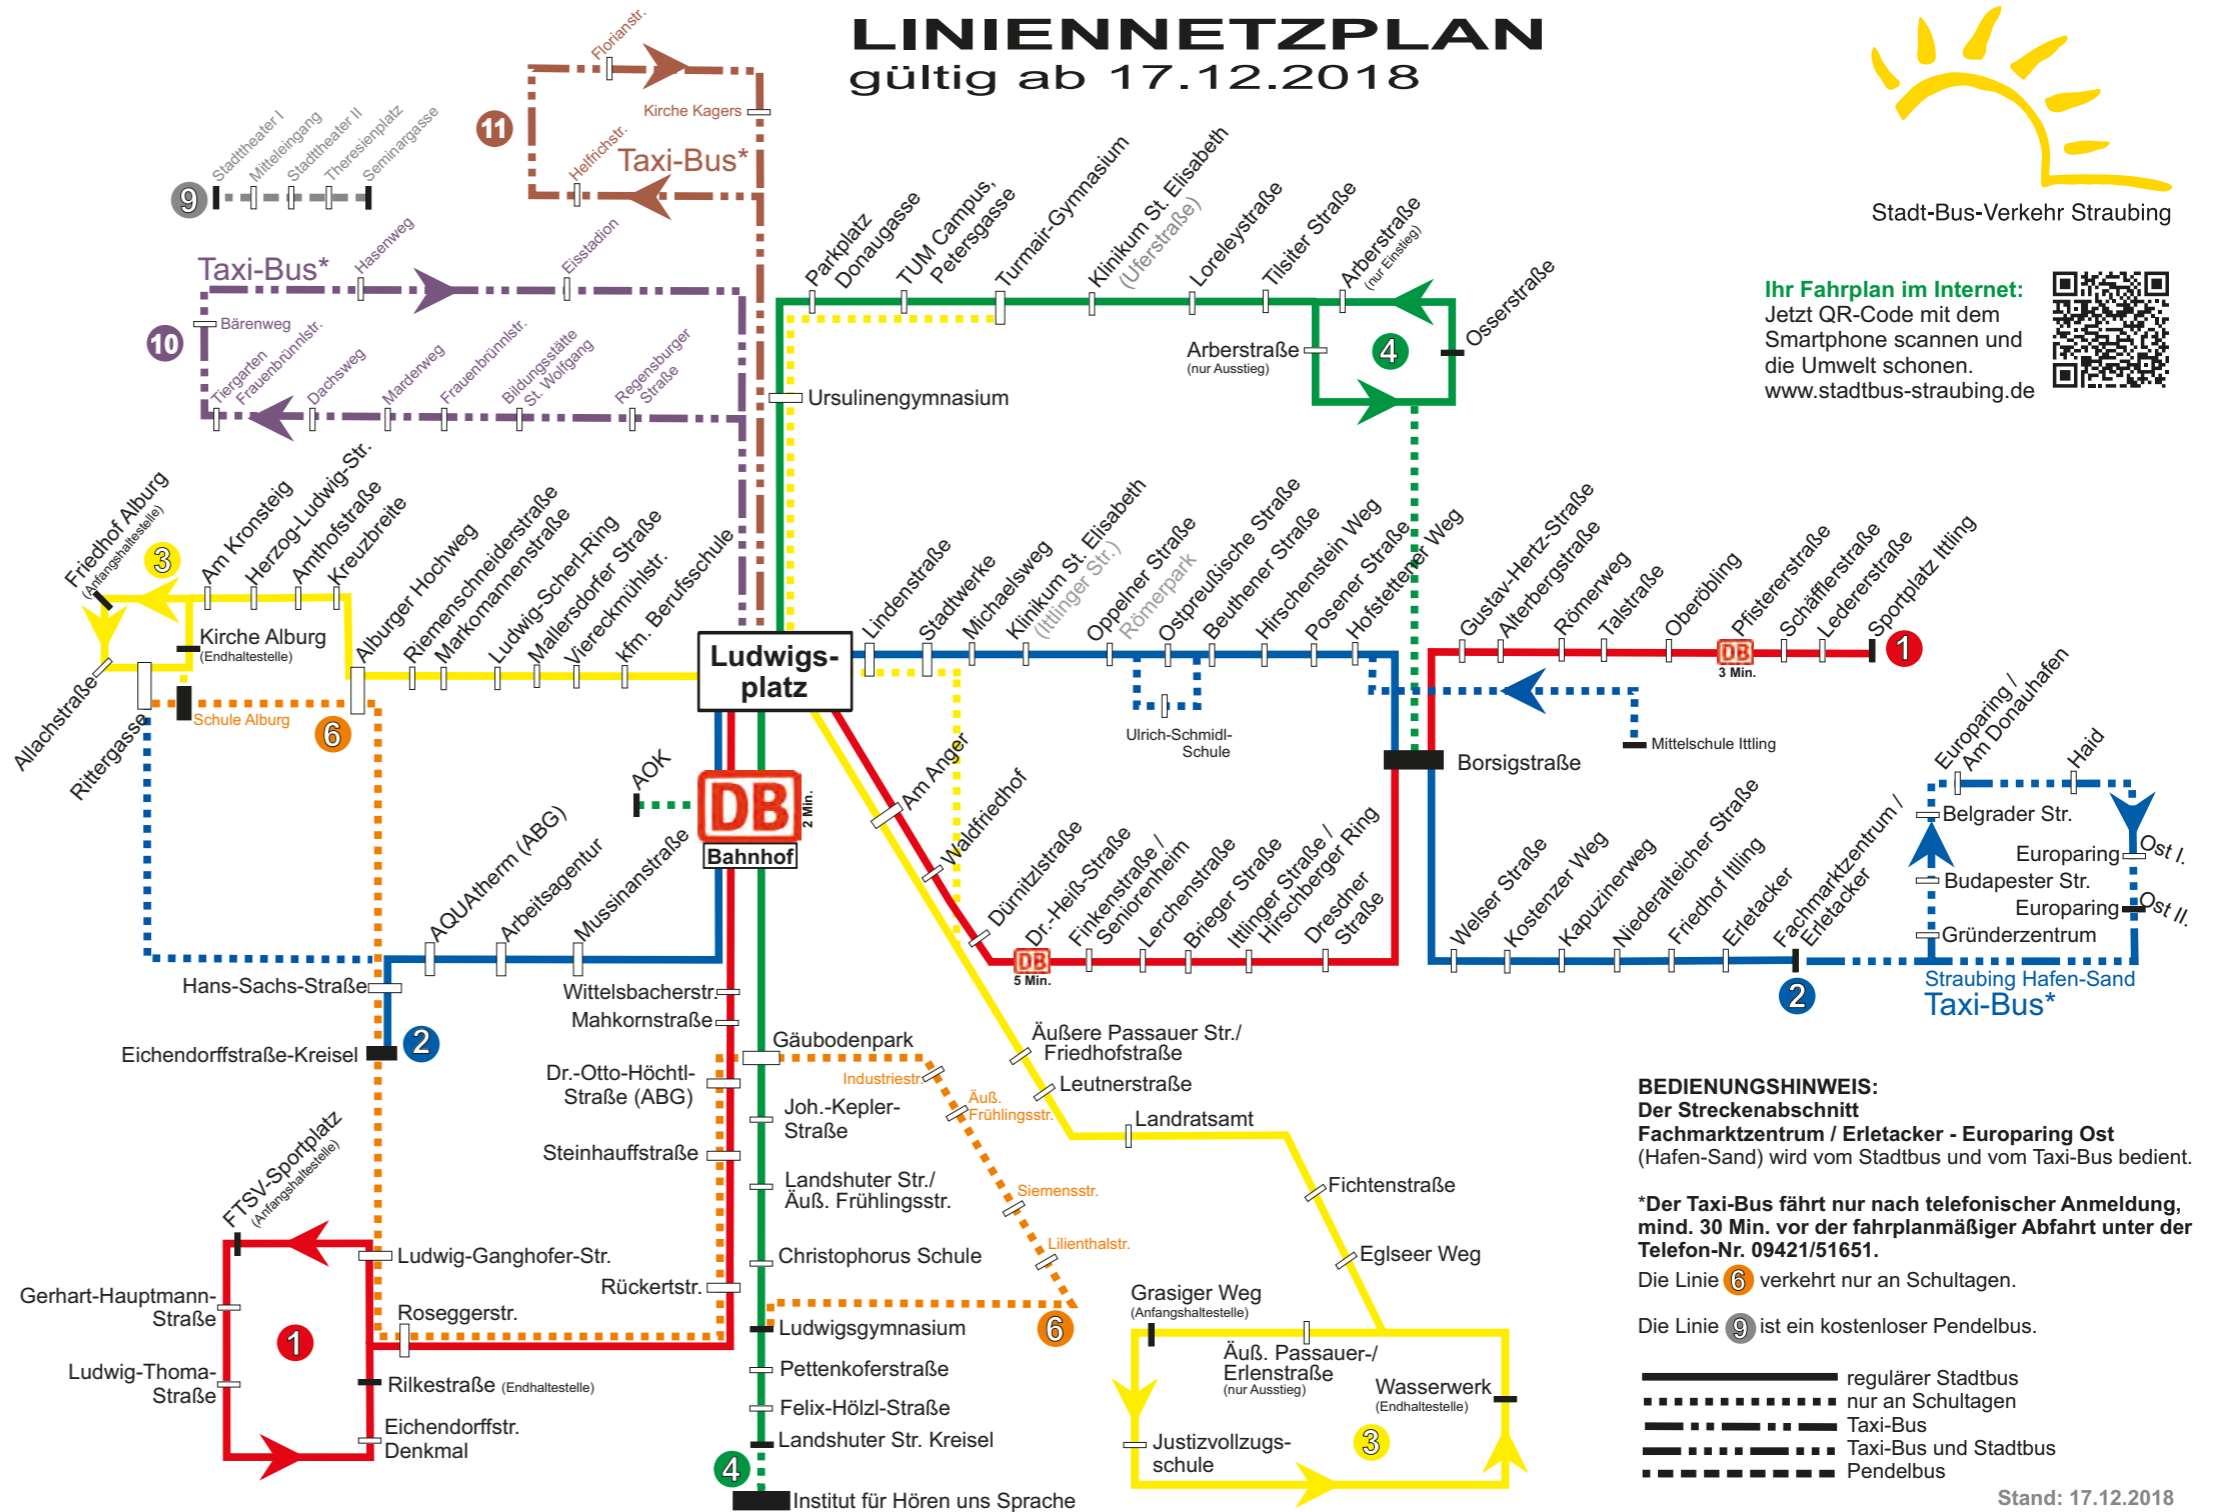 LINIENNETZPLAN
gültig ab 17.12.2018
Stadt-Bus-Verkehr Straubing
Ihr Fahrplan im Internet:
Jetzt QR-Code mit dem
Smartphone scannen und
die Umwelt schonen.
www.stadtbus-straubing.de
Florianstr.
Kirche Kagers
11
Helfrichstr.
Taxi-Bus*
9
Stadttheater I
Mitteleingang
Stadttheater II
Theresienplatz
Seminargasse
Taxi-Bus*
Hasenweg
Eisstadion
10
Bärenweg
Tiergarten
Frauenbrünnlstr.
Dachsweg
Marderweg
Frauenbrünnlstr.
Bildungsstätte
St. Wolfgang
Regensburger
Straße
Parkplatz
Donaugasse
TUM Campus,
Petersgasse
Turmair-Gymnasium
Klinikum St. Elisabeth
(Uferstraße)
Loreleystraße
Tilsiter Straße
Arberstraße
(nur Einstieg)
Osserstraße
Arberstraße
(nur Ausstieg)
4
Ursulinengymnasium
Friedhof Alburg
(Anfangshaltestelle)
3
Am Kronsteig
Herzog-Ludwig-Str.
Amthofstraße
Kreuzbreite
Kirche Alburg
(Endhaltestelle)
Allachstraße
Rittergasse
Schule Alburg
6
Alburger Hochweg
Riemenschneiderstraße
Markomannenstraße
Ludwig-Scherl-Ring
Mallersdorfer Straße
Viereckmühlstr.
kfm. Berufsschule
Ludwigs-
platz
Lindenstraße
Stadtwerke
Michaelsweg
Klinikum St. Elisabeth
(Ittlinger Str.)
Oppelner Straße
Römerpark
Ostpreußische Straße
Beuthener Straße
Hirschenstein Weg
Posener Straße
Hofstettener Weg
Ulrich-Schmidl-
Schule
Gustav-Hertz-Straße
Alterbergstraße
Römerweg
Talstraße
Oberöbling
Pfistererstraße
DB
3 Min.
Schäfflerstraße
Ledererstraße
Sportplatz Ittling
1
Mittelschule Ittling
Borsigstraße
AOK
DB
2 Min.
Bahnhof
Am Anger
Waldfriedhof
Dürnitzlstraße
Dr.-Heiß-Straße
DB
5 Min.
Finkenstraße /
Seniorenheim
Lerchenstraße
Brieger Straße
Ittlinger Straße /
Hirschberger Ring
Dresdner
Straße
Welser Straße
Kostenzer Weg
Kapuzinerweg
Niederalteicher Straße
Friedhof Ittling
Erletacker
Fachmarktzentrum /
Erletacker
2
Europaring /
Am Donauhafen
Haid
Belgrader Str.
Europaring
Ost I.
Budapester Str.
Europaring
Ost II.
Gründerzentrum
Straubing Hafen-Sand
Taxi-Bus*
AQUAtherm (ABG)
Arbeitsagentur
Mussinanstraße
Hans-Sachs-Straße
Eichendorffstraße-Kreisel
2
Wittelsbacherstr.
Mahkornstraße
Dr.-Otto-Höchtl-
Straße (ABG)
Steinhauffstraße
Rückertstr.
Gäubodenpark
Industriestr.
Äuß.
Frühlingsstr.
Siemensstr.
Lilienthalstr.
6
Joh.-Kepler-
Straße
Landshuter Str./
Äuß. Frühlingsstr.
Christophorus Schule
Ludwigsgymnasium
Pettenkoferstraße
Felix-Hölzl-Straße
Landshuter Str. Kreisel
4
Institut für Hören uns Sprache
FTSV-Sportplatz
(Anfangshaltestelle)
Ludwig-Ganghofer-Str.
Gerhart-Hauptmann-
Straße
Roseggerstr.
1
Ludwig-Thoma-
Straße
Rilkestraße (Endhaltestelle)
Eichendorffstr.
Denkmal
Äußere Passauer Str./
Friedhofstraße
Leutnerstraße
Landratsamt
Fichtenstraße
Eglseer Weg
Grasiger Weg
(Anfangshaltestelle)
Äuß. Passauer-/
Erlenstraße
(nur Ausstieg)
Wasserwerk
(Endhaltestelle)
Justizvollzugs-
schule
3
BEDIENUNGSHINWEIS:
Der Streckenabschnitt
Fachmarktzentrum / Erletacker - Europaring Ost
(Hafen-Sand) wird vom Stadtbus und vom Taxi-Bus bedient.
*Der Taxi-Bus fährt nur nach telefonischer Anmeldung,
mind. 30 Min. vor der fahrplanmäßiger Abfahrt unter der
Telefon-Nr. 09421/51651.
Die Linie 6 verkehrt nur an Schultagen.
Die Linie 9 ist ein kostenloser Pendelbus.
regulärer Stadtbus
nur an Schultagen
Taxi-Bus
Taxi-Bus und Stadtbus
Pendelbus
Stand: 17.12.2018